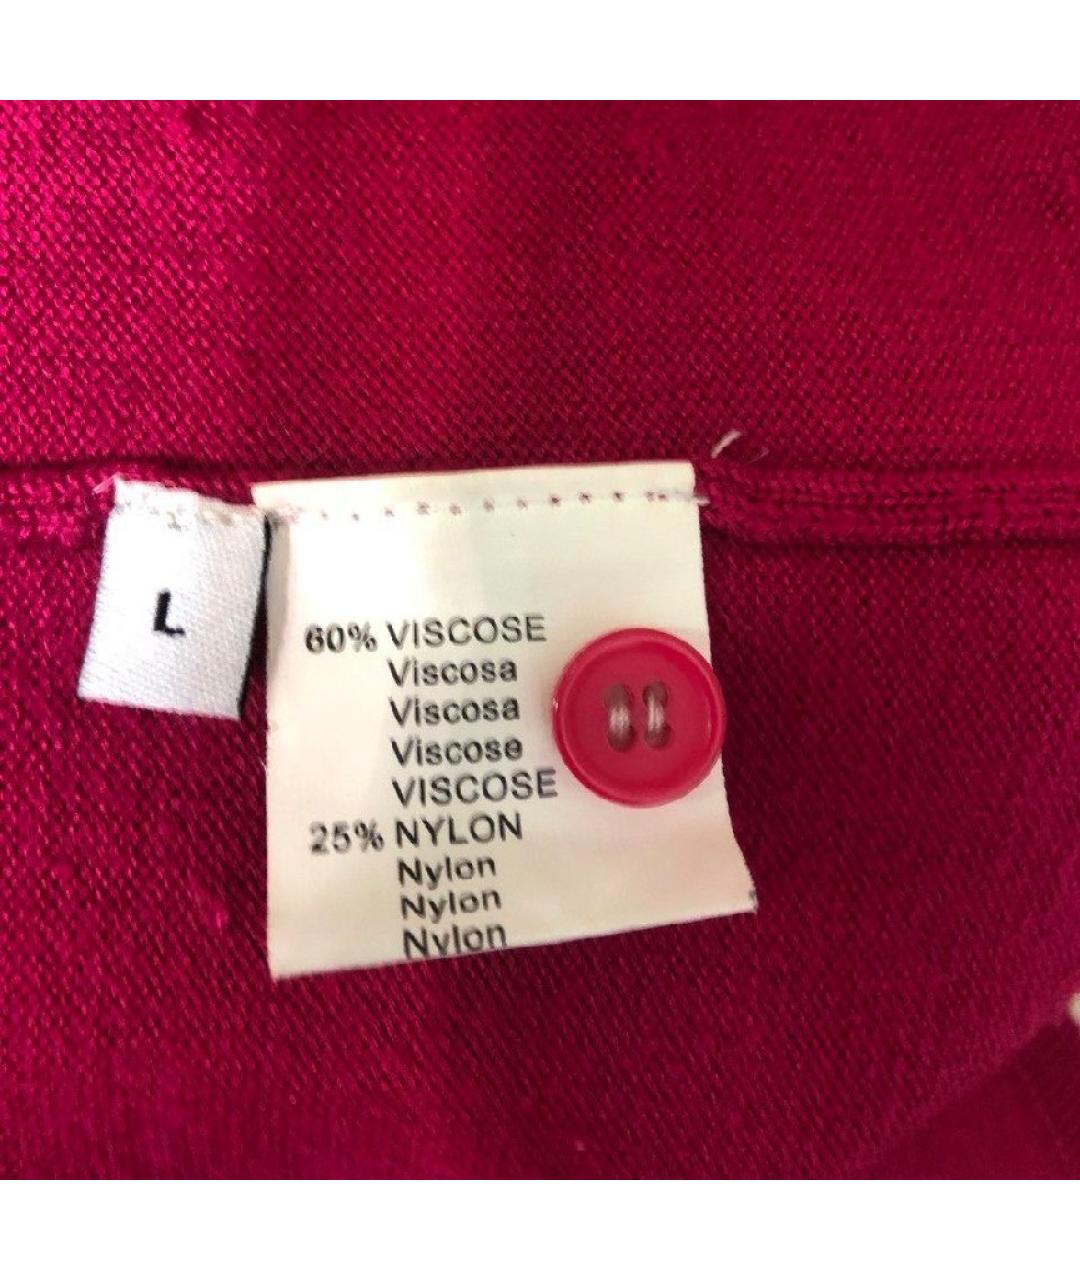 L
60% VISCOSE
Viscosa
Viscosa
Viscose
VISCOSE
25% NYLON
Nylon
Nylon
Nylon